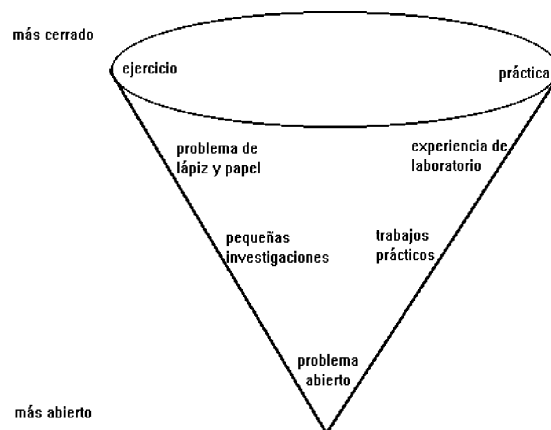 más cerrado
ejercicio
práctica
problema de
lápiz y papel
experiencia de
laboratorio
pequeñas
investigaciones
trabajos
prácticos
problema
abierto
más abierto